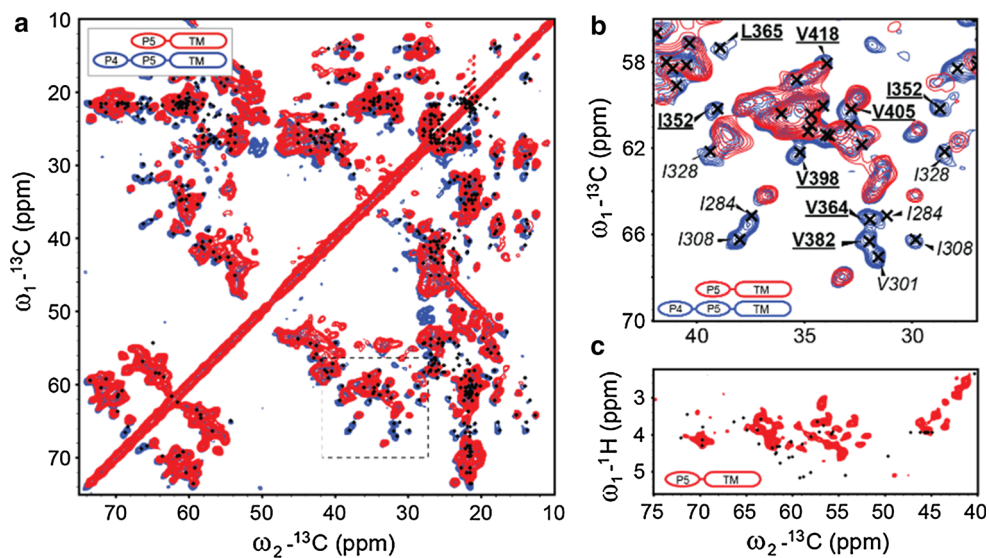 a
10
20
30
40
50
60
70
ω1-13C (ppm)
P5 TM
P4 P5 TM
70 60 50 40 30 20 10
ω2-13C (ppm)
b
58
62
66
70
ω1-13C (ppm)
L365
V418
I352
I352
V405
I328
V398
I328
I284
V364
I284
I308
V382
I308
V301
P5 TM
P4 P5 TM
40 35 30
c
3
4
5
ω1-1H (ppm)
P5 TM
75 70 65 60 55 50 45 40
ω2-13C (ppm)